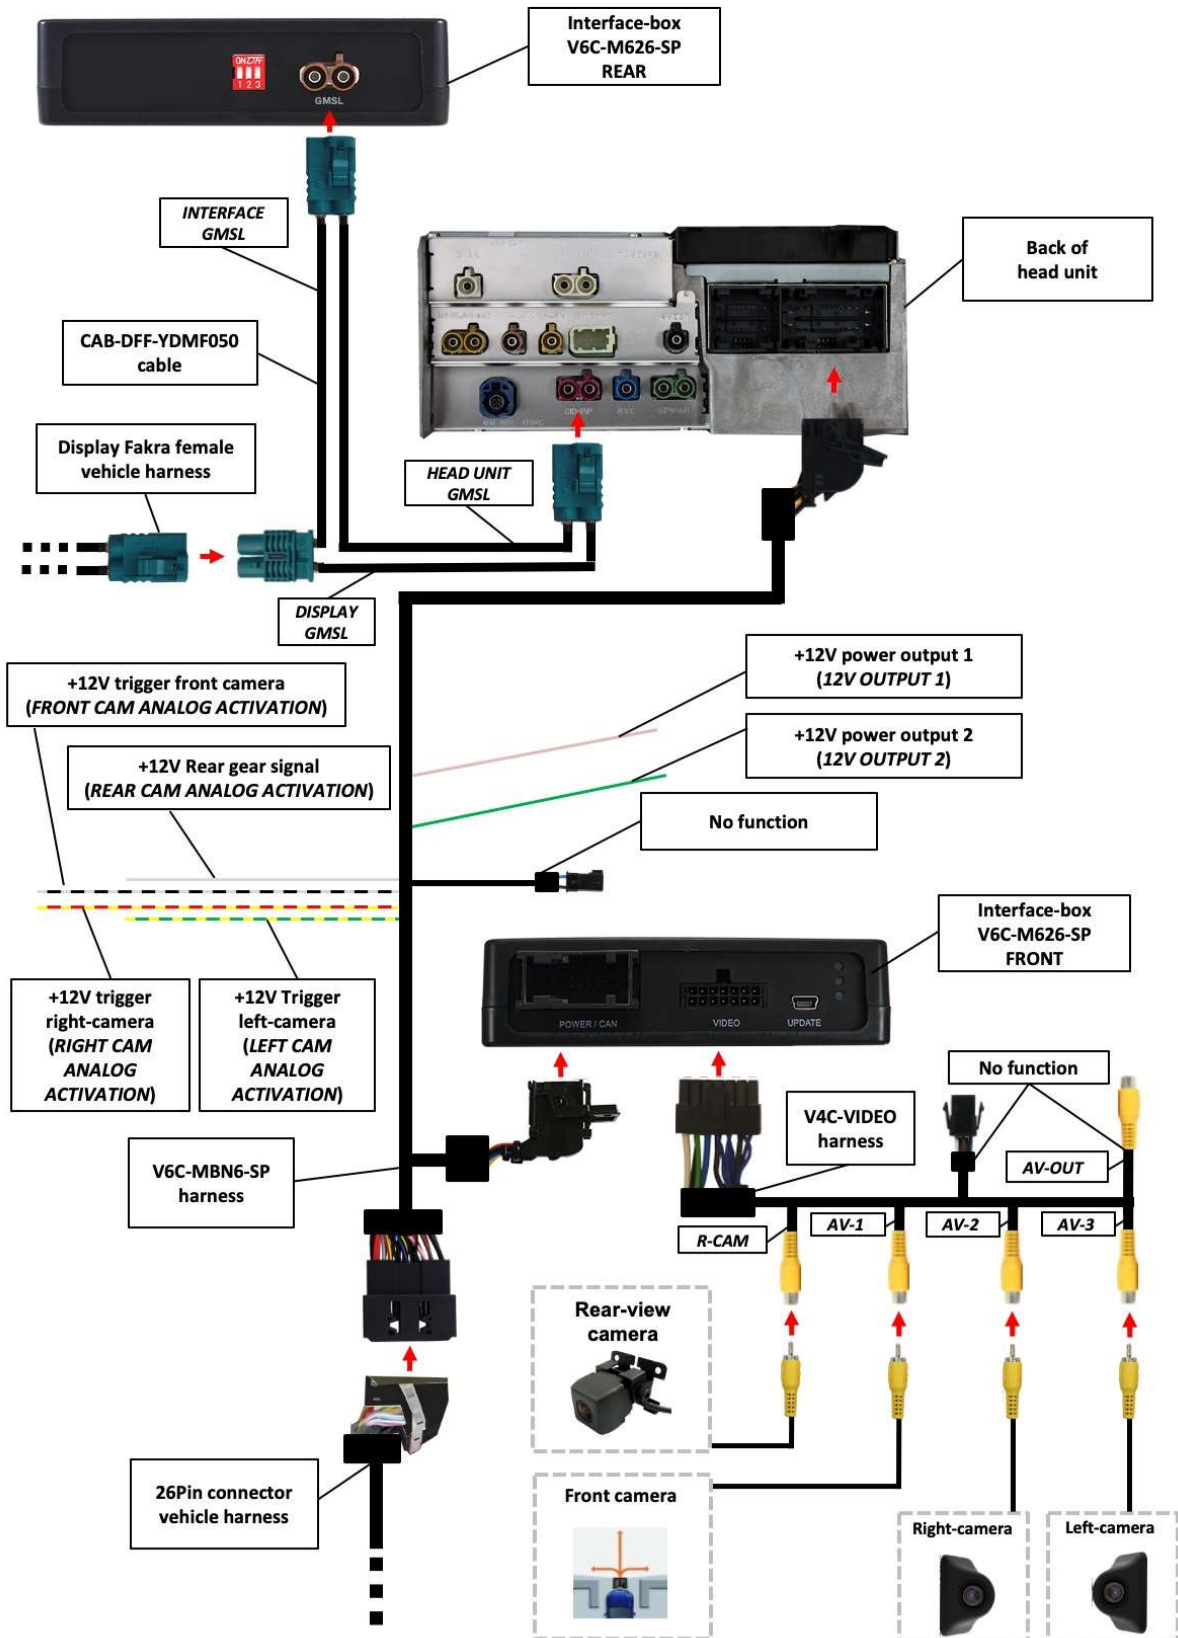 Interface-box
V6C-M626-SP
REAR
1 2 3
GMSL
INTERFACE
GMSL
Back of
head unit
CAB-DFF-YDMF050
cable
RVC
Display Fakra female
vehicle harness
HEAD UNIT
GMSL
DISPLAY
GMSL
+12V power output 1
(12V OUTPUT 1)
+12V trigger front camera
(FRONT CAM ANALOG ACTIVATION)
+12V power output 2
(12V OUTPUT 2)
+12V Rear gear signal
(REAR CAM ANALOG ACTIVATION)
No function
Interface-box
V6C-M626-SP
FRONT
+12V trigger
right-camera
(RIGHT CAM
ANALOG
ACTIVATION)
+12V Trigger
left-camera
(LEFT CAM
ANALOG
ACTIVATION)
POWER / CAN
VIDEO
UPDATE
No function
V4C-VIDEO
harness
V6C-MBN6-SP
harness
AV-OUT
R-CAM
AV-1
AV-2
AV-3
Rear-view
camera
26Pin connector
vehicle harness
Front camera
Right-camera
Left-camera